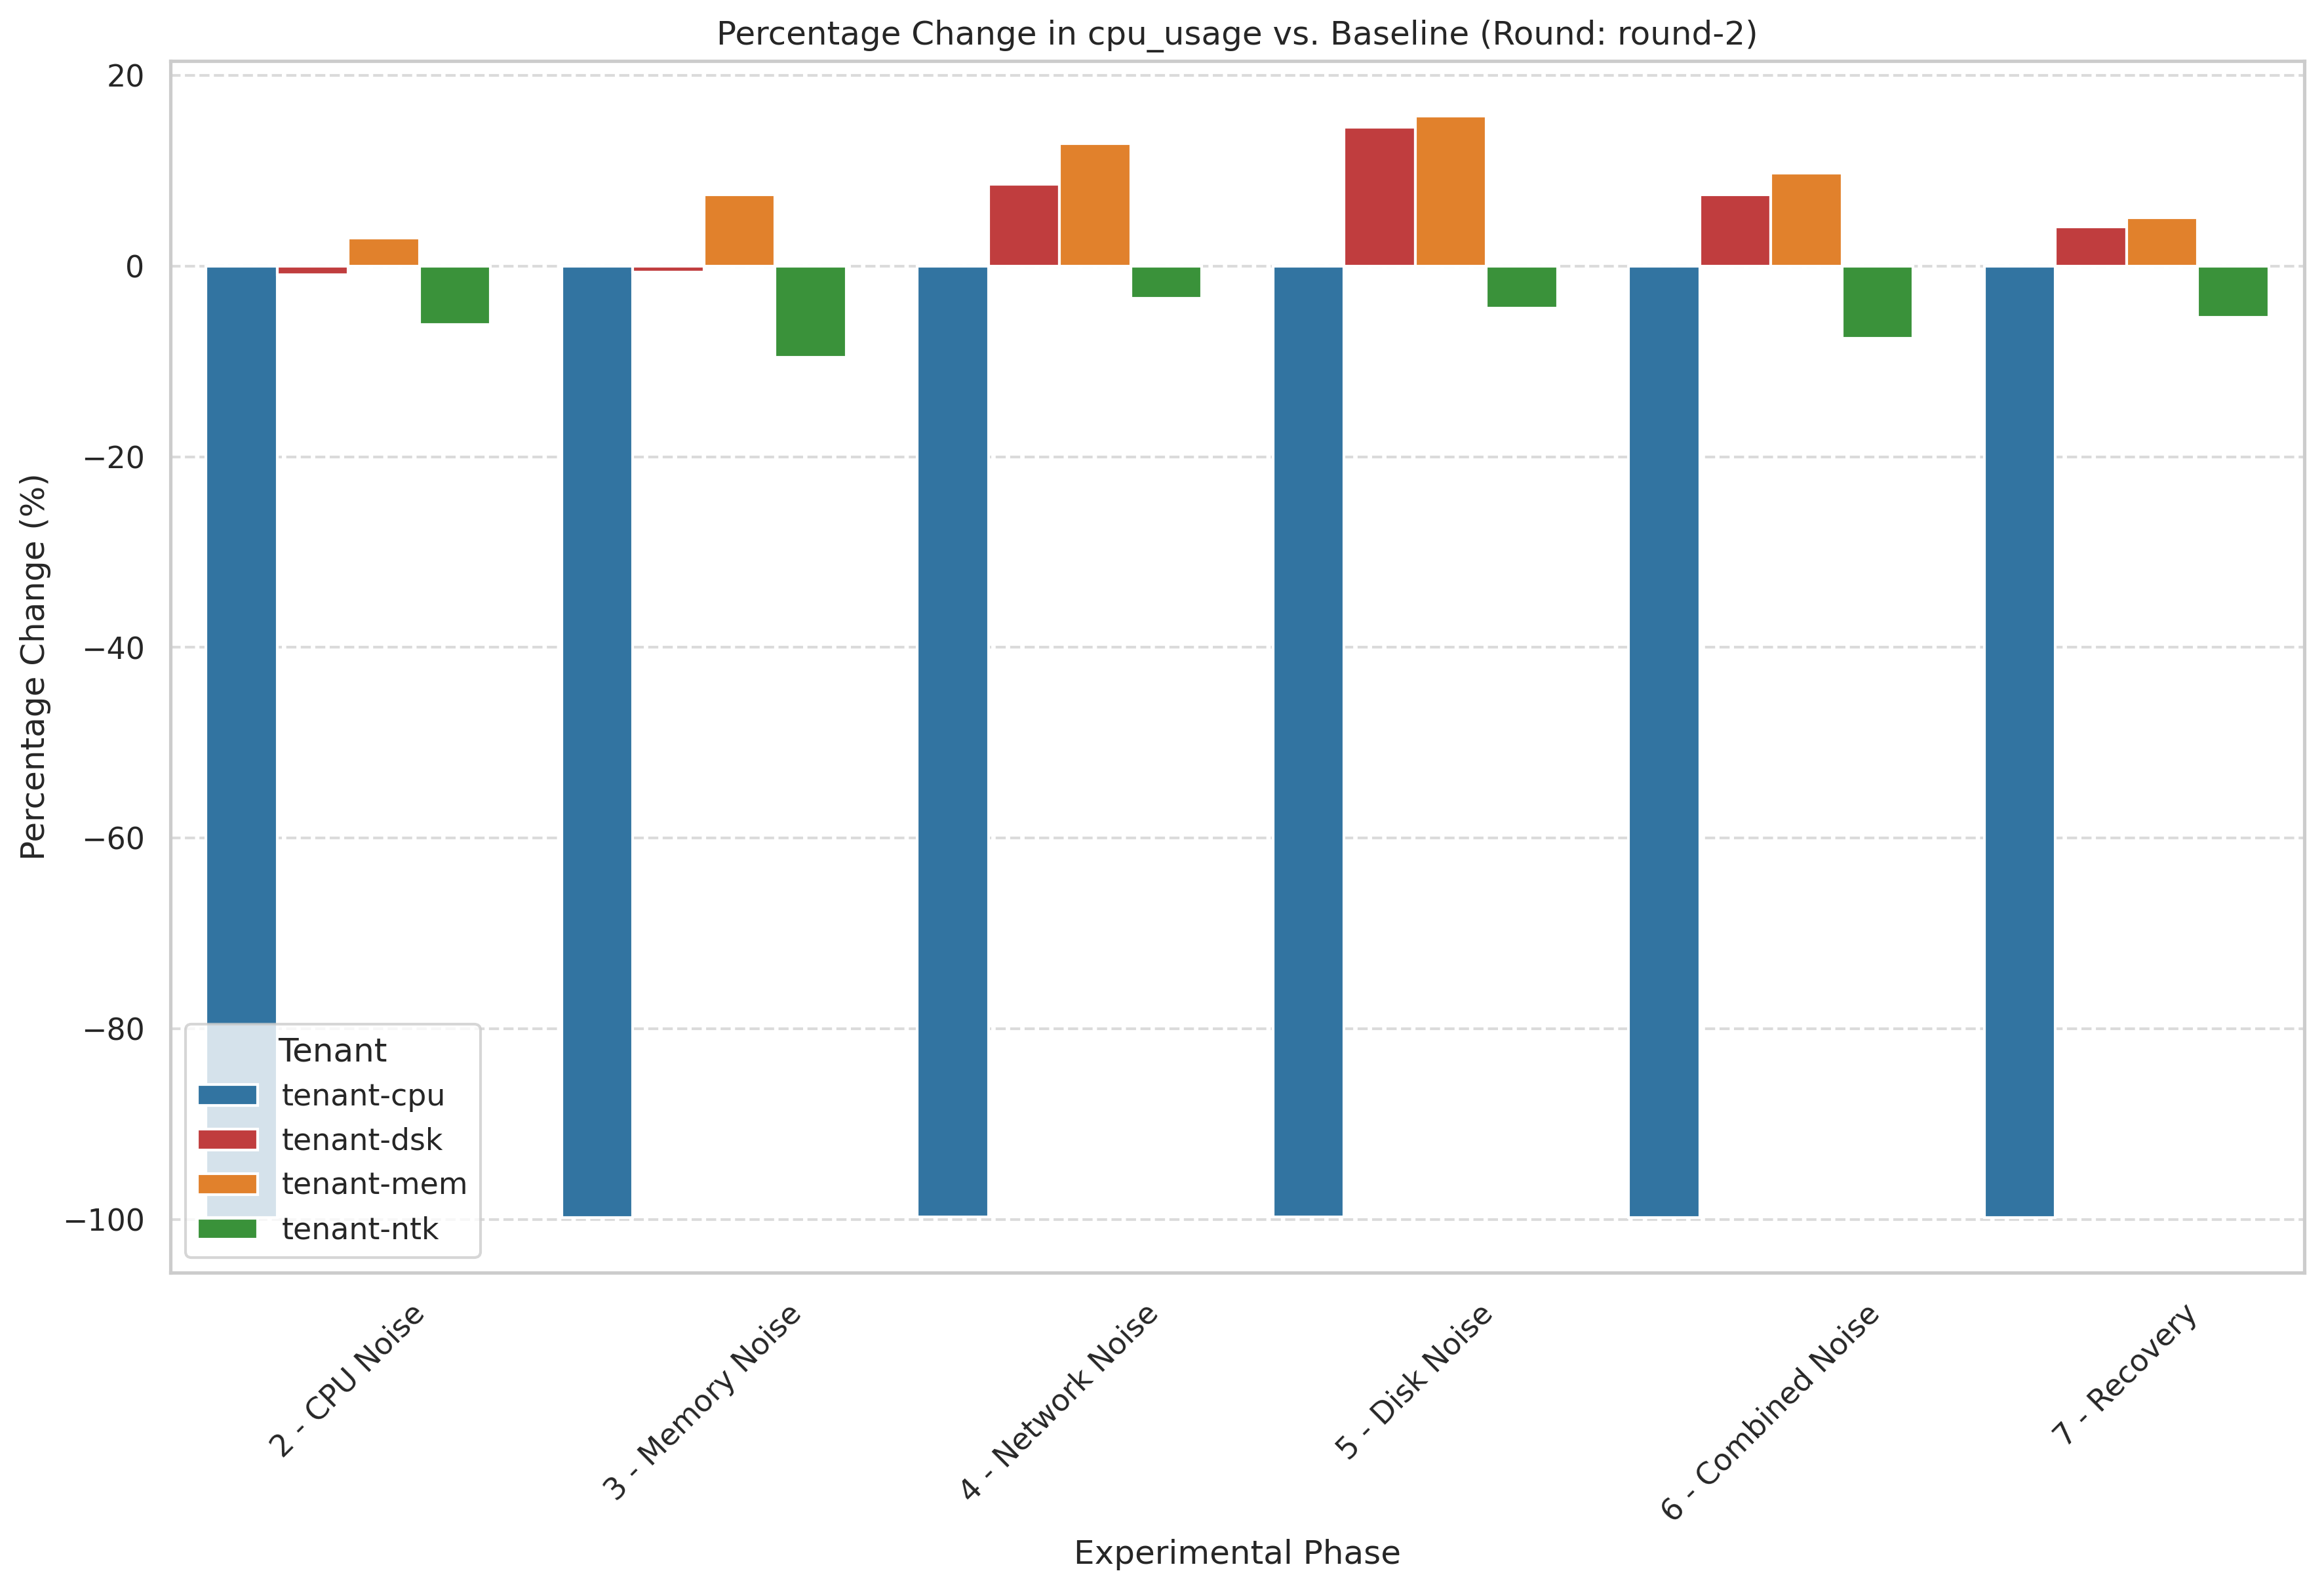 Percentage Change in cpu_usage vs. Baseline (Round: round-2)
Percentage Change (%)
20
0
−20
−40
−60
−80
−100
Tenant
tenant-cpu
tenant-dsk
tenant-mem
tenant-ntk
2 - CPU Noise
3 - Memory Noise
4 - Network Noise
5 - Disk Noise
6 - Combined Noise
7 - Recovery
Experimental Phase